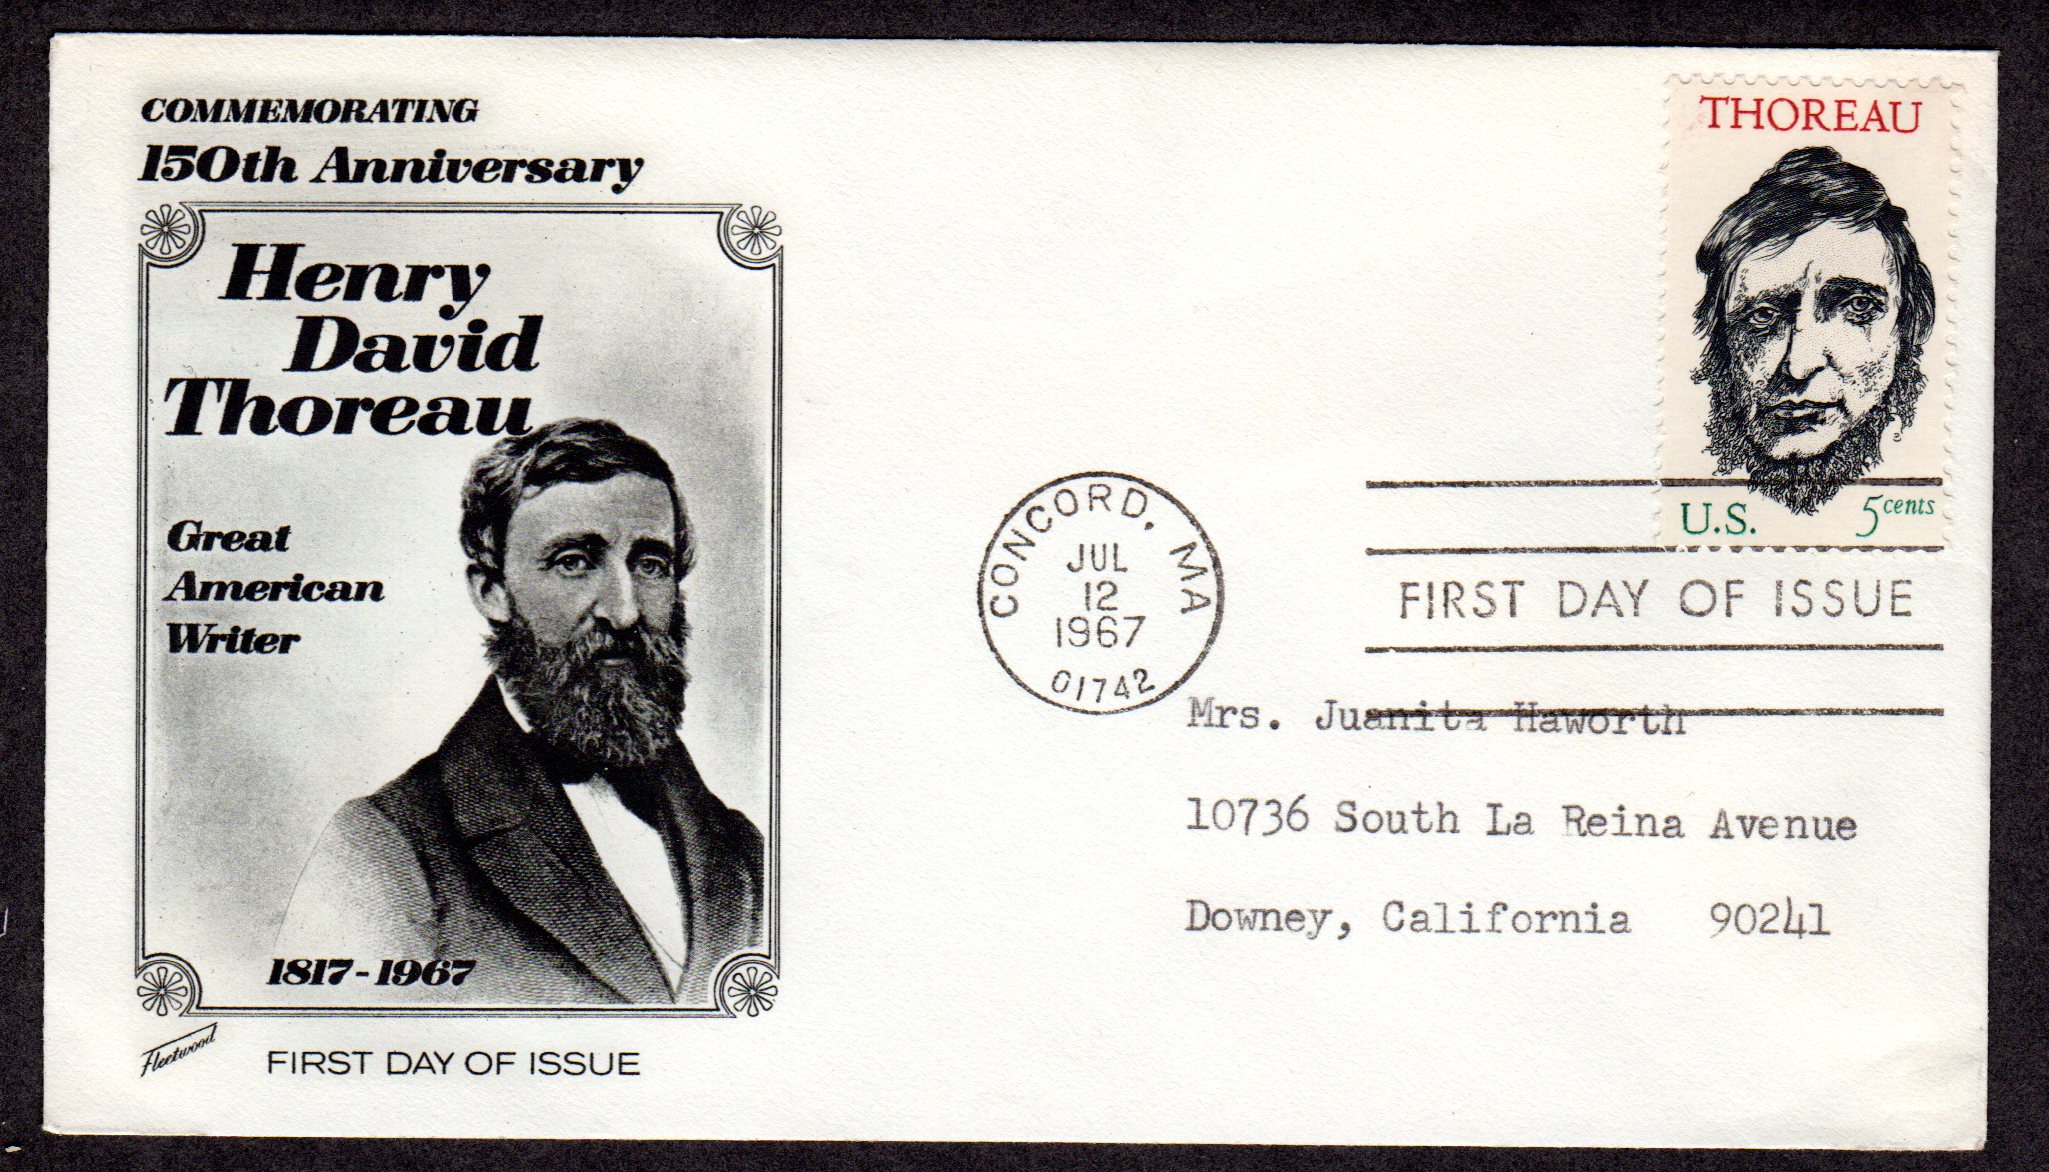 COMMEMORATING
150th Anniversary
Henry
David
Thoreau
Great
American
Writer
1817-1967
Fleetwood
FIRST DAY OF ISSUE
THOREAU
U.S. 5 cents
CONCORD, MA
JUL
12
1967
01742
FIRST DAY OF ISSUE
Mrs. Juanita Haworth
10736 South La Reina Avenue
Downey, California 90241